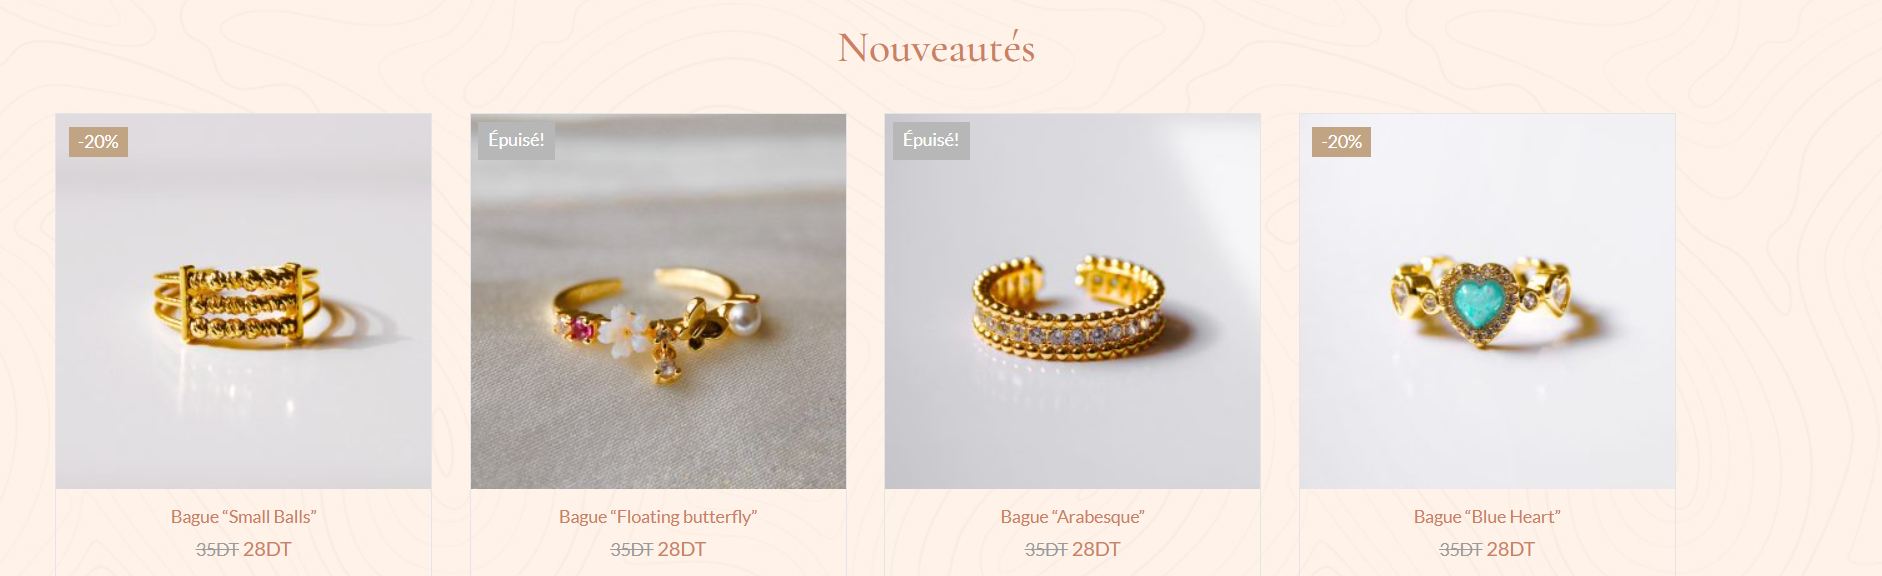 Nouveautés
-20%
Épuisé!
Épuisé!
-20%
Bague “Small Balls”
35DT 28DT
Bague “Floating butterfly”
35DT 28DT
Bague “Arabesque”
35DT 28DT
Bague “Blue Heart”
35DT 28DT